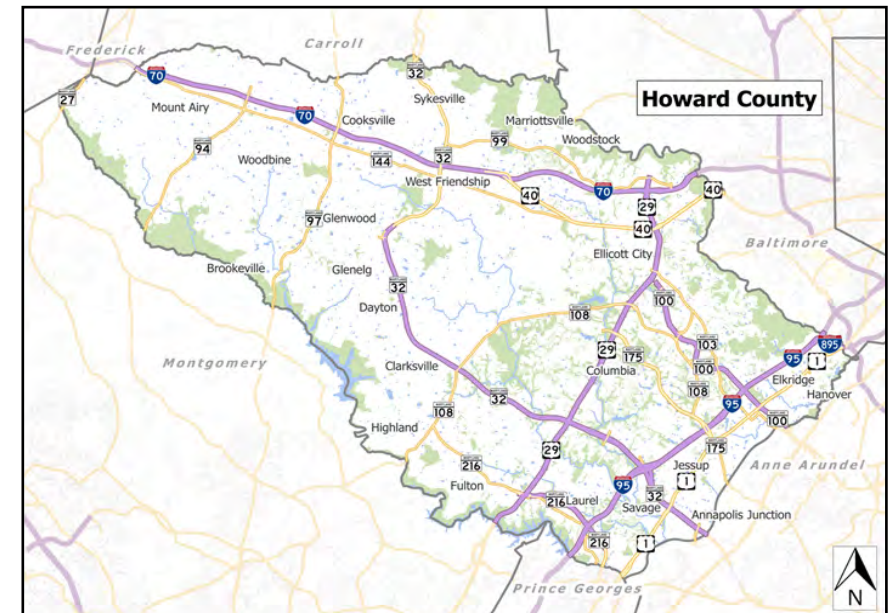 Frederick
Carroll
32
70
27
Mount Airy
Sykesville
Howard County
70
Cooksville
Marriottsville
94
99
Woodstock
Woodbine
144
32
West Friendship
40
70
40
29
97
Glenwood
40
Baltimore
Ellicott City
Brookeville
Glenelg
32
100
Dayton
108
103
895
29
175
95
1
Montgomery
Clarksville
Columbia
100
Elkridge
32
108
Hanover
95
108
100
Highland
29
175
216
Jessup
Anne Arundel
Fulton
95
1
216
Laurel
32
Savage
Annapolis Junction
216
1
Prince Georges
N